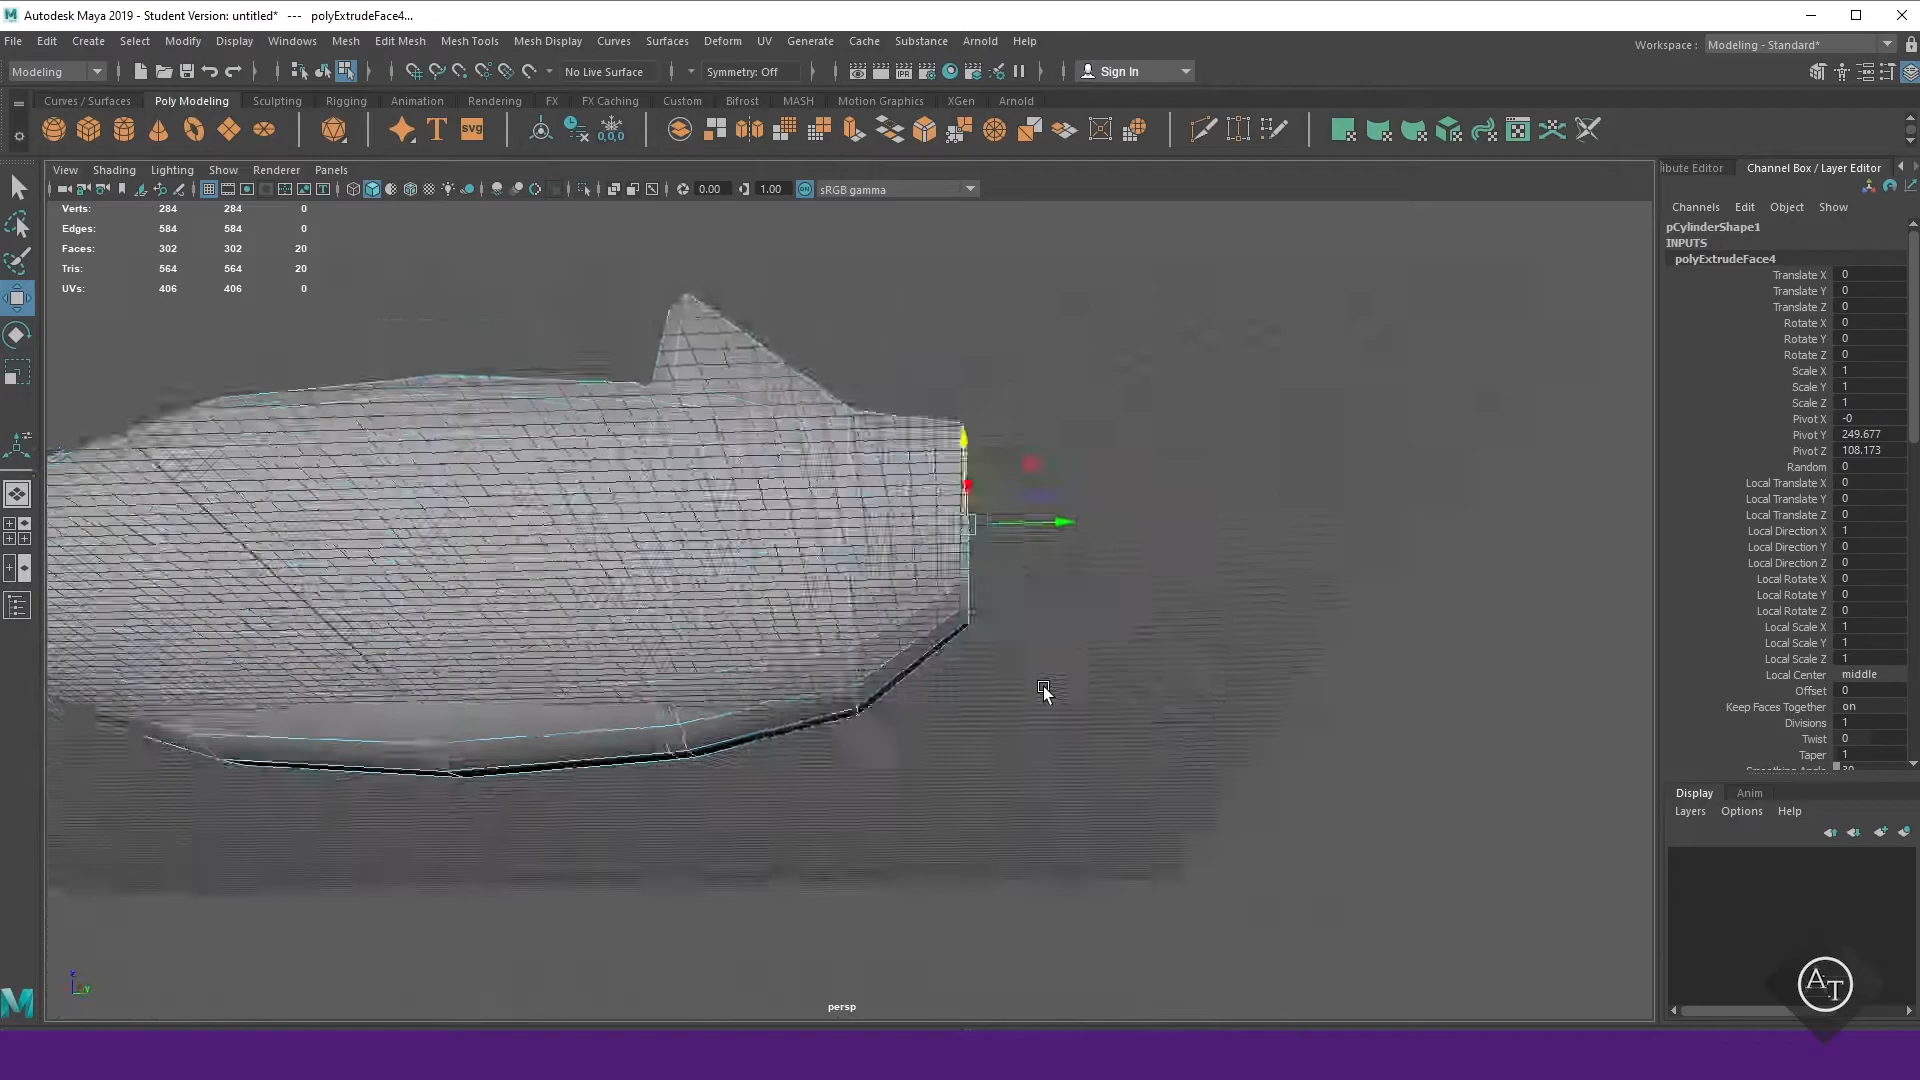 Autodesk Maya 2019 - Student Version: untitled* --- polyExtrudeFace4...
File Edit Create Select Modify Display Windows Mesh Edit Mesh Mesh Tools Mesh Display Curves Surfaces Deform UV Generate Cache Substance Arnold Help
Workspace : Modeling - Standard*
Modeling No Live Surface Symmetry: Off Sign In
Curves / Surfaces Poly Modeling Sculpting Rigging Animation Rendering FX FX Caching Custom Bifrost MASH Motion Graphics XGen Arnold
T svg 0,0,0
View Shading Lighting Show Renderer Panels
0.00 1.00 sRGB gamma
Verts: 284 284 0
Edges: 584 584 0
Faces: 302 302 20
Tris: 564 564 20
UVs: 406 406 0
persp
z
y
ibute Editor Channel Box / Layer Editor
Channels Edit Object Show
pCylinderShape1
INPUTS
polyExtrudeFace4
Translate X 0
Translate Y 0
Translate Z 0
Rotate X 0
Rotate Y 0
Rotate Z 0
Scale X 1
Scale Y 1
Scale Z 1
Pivot X -0
Pivot Y 249.677
Pivot Z 108.173
Random 0
Local Translate X 0
Local Translate Y 0
Local Translate Z 0
Local Direction X 1
Local Direction Y 0
Local Direction Z 0
Local Rotate X 0
Local Rotate Y 0
Local Rotate Z 0
Local Scale X 1
Local Scale Y 1
Local Scale Z 1
Local Center middle
Offset 0
Keep Faces Together on
Divisions 1
Twist 0
Taper 1
Smoothing Angle 30
Display Anim
Layers Options Help
AT